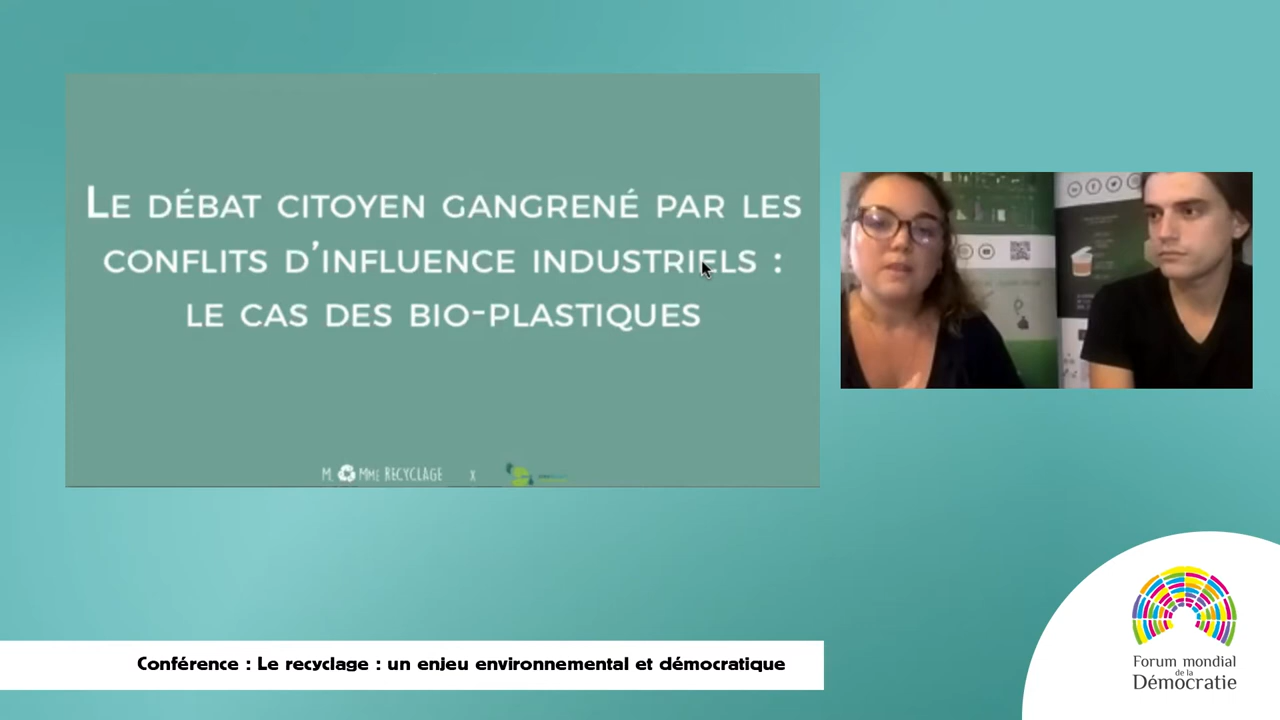 Le débat citoyen gangrené par les
conflits d'influence industriels :
le cas des bio-plastiques
M. Mme Recyclage x
Conférence : Le recyclage : un enjeu environnemental et démocratique
Forum mondial
de la
Démocratie